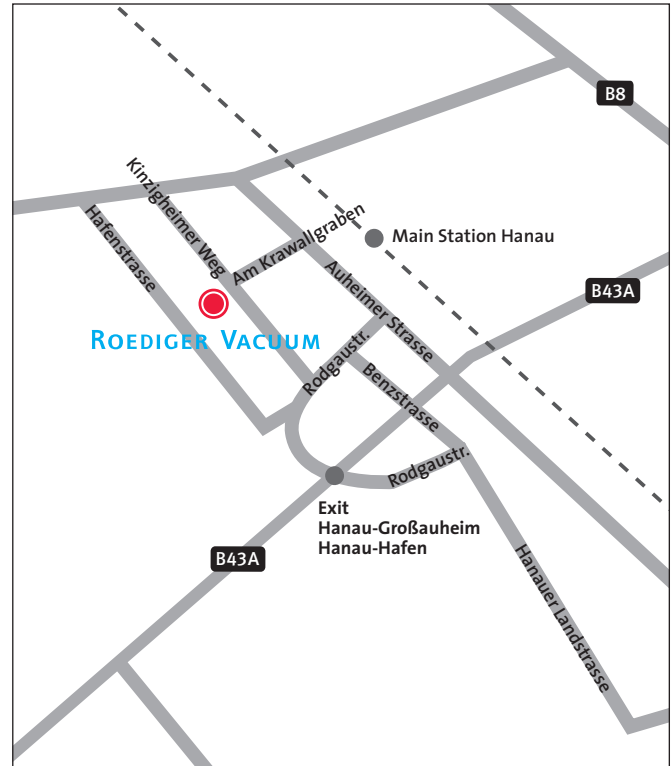 B8
Kinzigheimer Weg
Hafenstrasse
Am Krawallgraben
Main Station Hanau
Auheimer Strasse
B43A
ROEDIGER VACUUM
Rodgaustr.
Benzstrasse
Rodgaustr.
Exit
Hanau-Großauheim
Hanau-Hafen
B43A
Hanauer Landstrasse